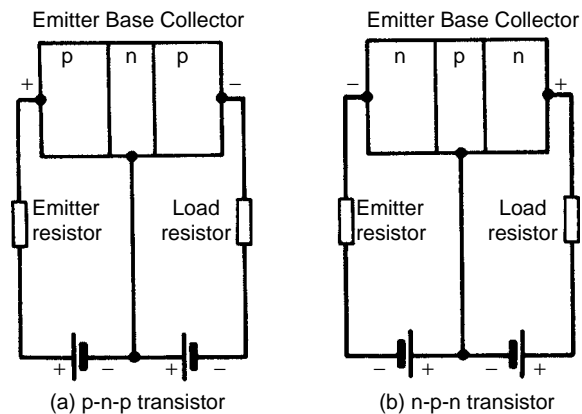 Emitter Base Collector
p n p
+ −
Emitter
resistor
Load
resistor
+ − + −
(a) p-n-p transistor
Emitter Base Collector
n p n
− +
Emitter
resistor
Load
resistor
− + − +
(b) n-p-n transistor